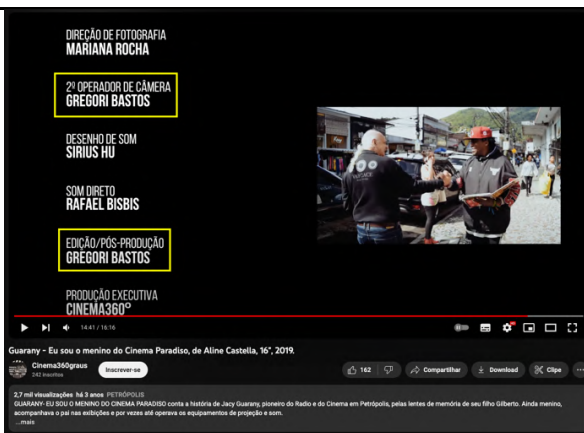 DIREÇÃO DE FOTOGRAFIA
MARIANA ROCHA
2º OPERADOR DE CÂMERA
GREGORI BASTOS
DESENHO DE SOM
SIRIUS HU
SOM DIRETO
RAFAEL BISBIS
EDIÇÃO/PÓS-PRODUÇÃO
GREGORI BASTOS
PRODUÇÃO EXECUTIVA
CINEMA360º
14:41 / 16:16
Guarany - Eu sou o menino do Cinema Paradiso, de Aline Castella, 16", 2019.
Cinema360graus
242 inscritos
Inscrever-se
162
Compartilhar
Download
Clipe
2,7 mil visualizações há 3 anos PETRÓPOLIS
GUARANY- EU SOU O MENINO DO CINEMA PARADISO conta a história de Jacy Guarany, pioneiro do Radio e do Cinema em Petrópolis, pelas lentes de memória de seu filho Gilberto. Ainda menino,
acompanhava o pai nas exibições e por vezes até operava os equipamentos de projeção e som.
...mais